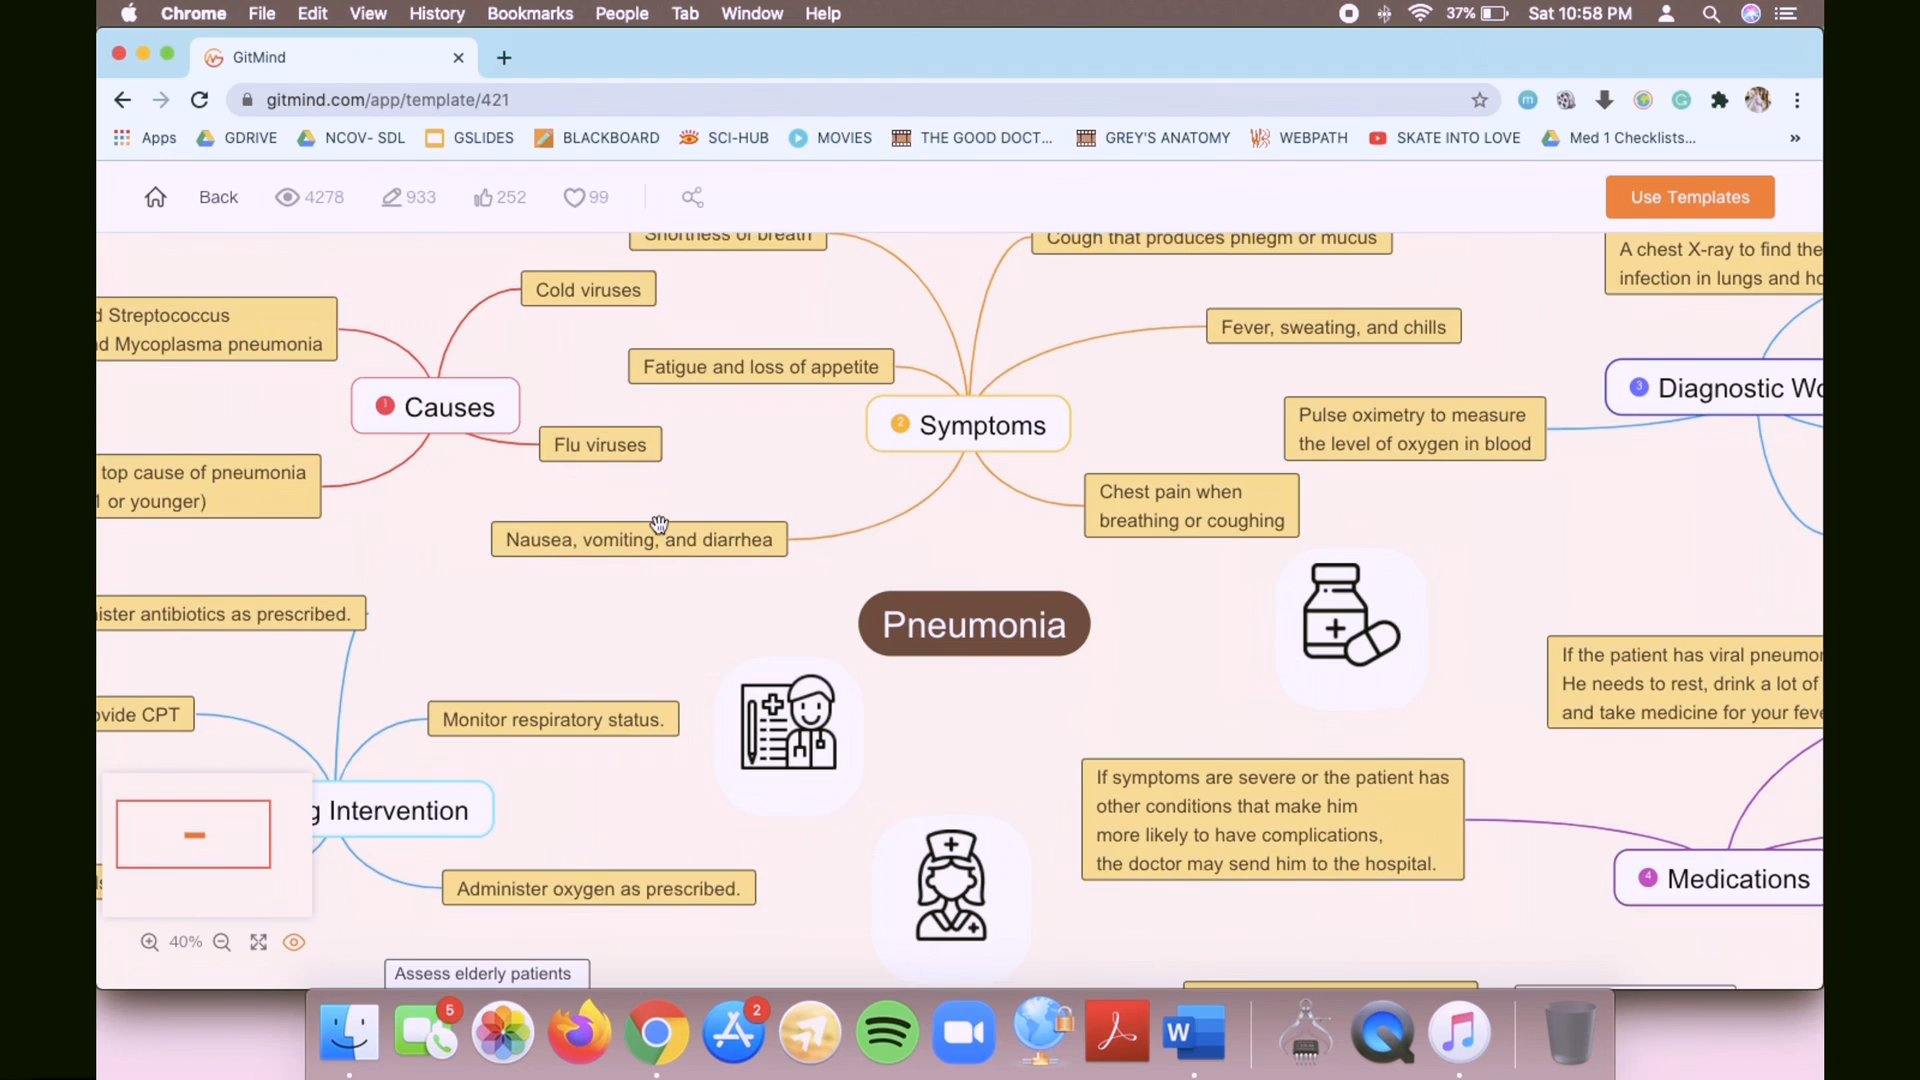 Chrome File Edit View History Bookmarks People Tab Window Help 37% Sat 10:58 PM
GitMind
gitmind.com/app/template/421
Apps GDRIVE NCOV- SDL GSLIDES BLACKBOARD SCI-HUB MOVIES THE GOOD DOCT... GREY'S ANATOMY WEBPATH SKATE INTO LOVE Med 1 Checklists... »
Back 4278 933 252 99 Use Templates
Shortness of breath
Cough that produces phlegm or mucus
A chest X-ray to find the
infection in lungs and
Cold viruses
Streptococcus
Mycoplasma pneumonia
Fever, sweating, and chills
Fatigue and loss of appetite
1 Causes
2 Symptoms
3 Diagnostic
Pulse oximetry to measure
the level of oxygen in blood
Flu viruses
top cause of pneumonia
or younger)
Chest pain when
breathing or coughing
Nausea, vomiting, and diarrhea
antibiotics as prescribed.
Pneumonia
If the patient has viral
He needs to rest, drink a lot of
and take medicine for your
CPT
Monitor respiratory status.
If symptoms are severe or the patient has
other conditions that make him
more likely to have complications,
the doctor may send him to the hospital.
Intervention
Administer oxygen as prescribed.
4 Medications
40%
Assess elderly patients
5
2
W